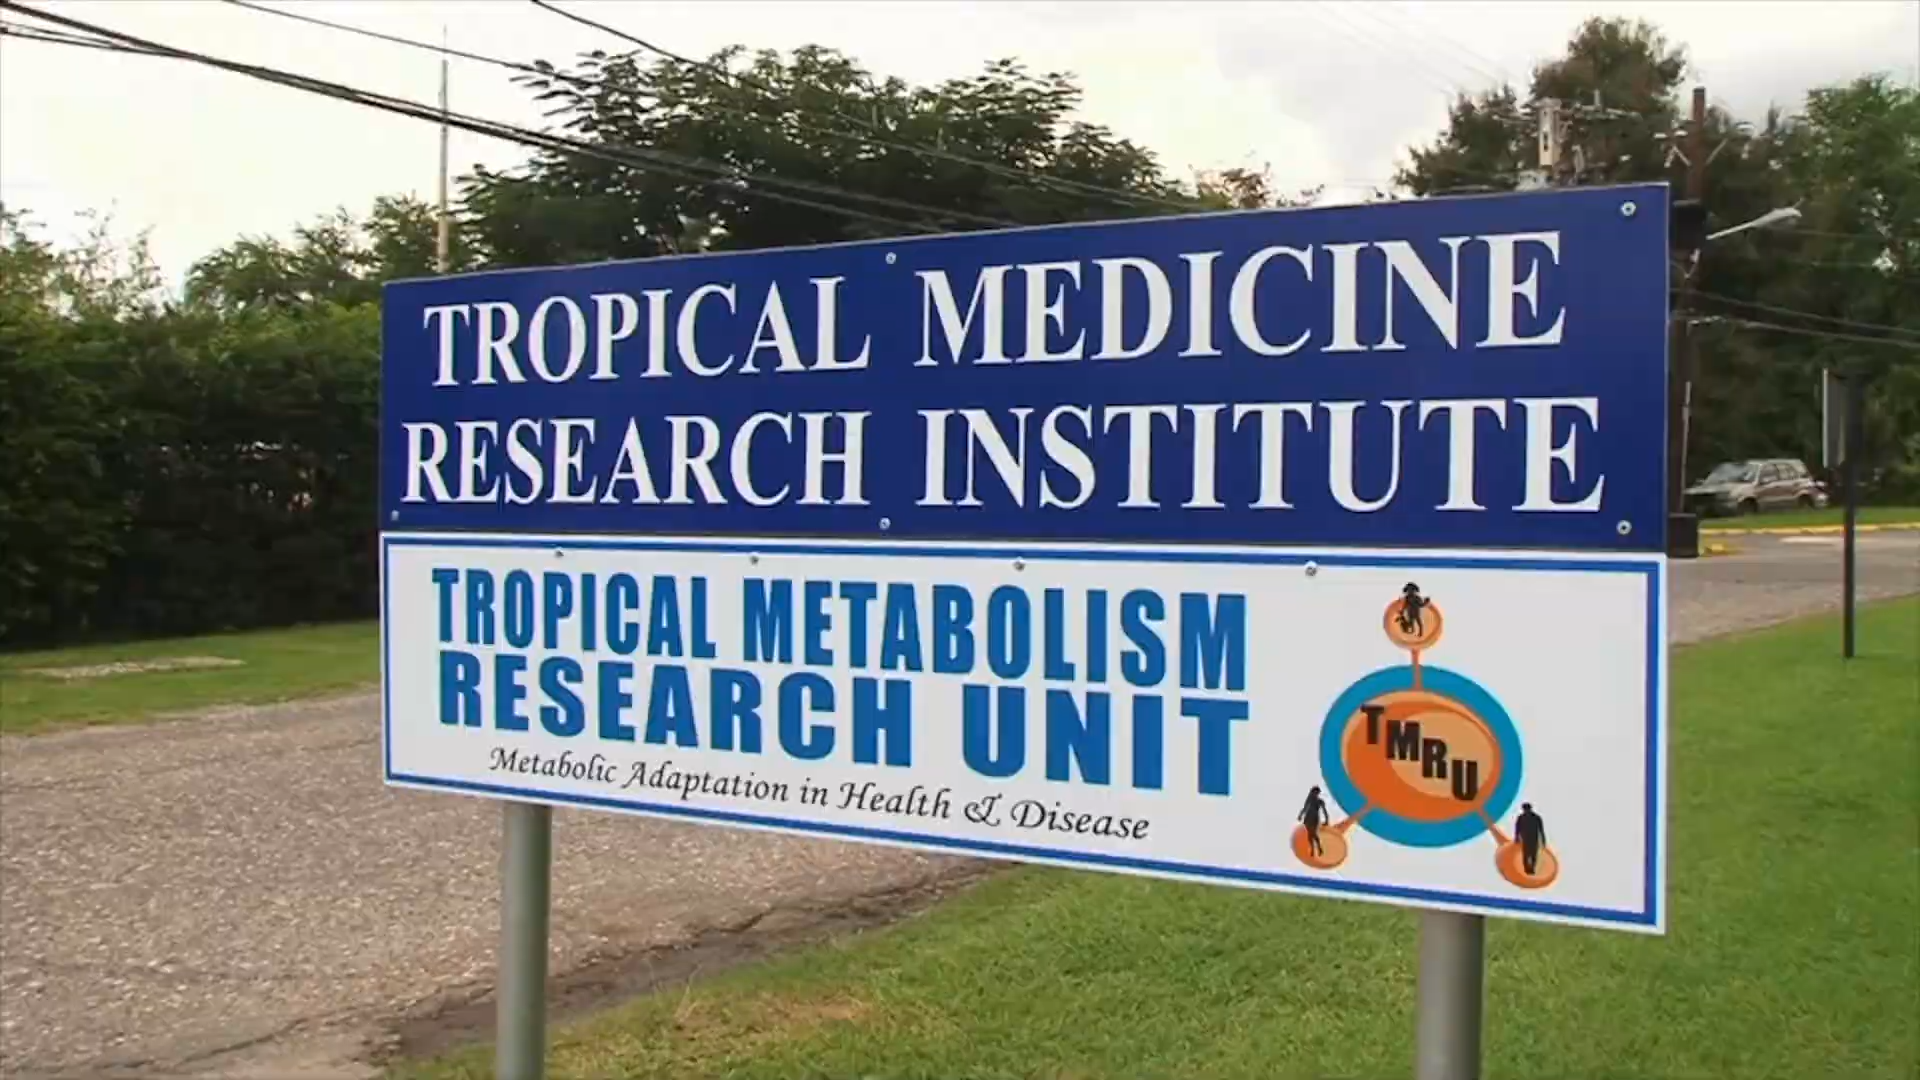 TROPICAL MEDICINE
RESEARCH INSTITUTE
TROPICAL METABOLISM
RESEARCH UNIT
Metabolic Adaptation in Health & Disease
TMRU